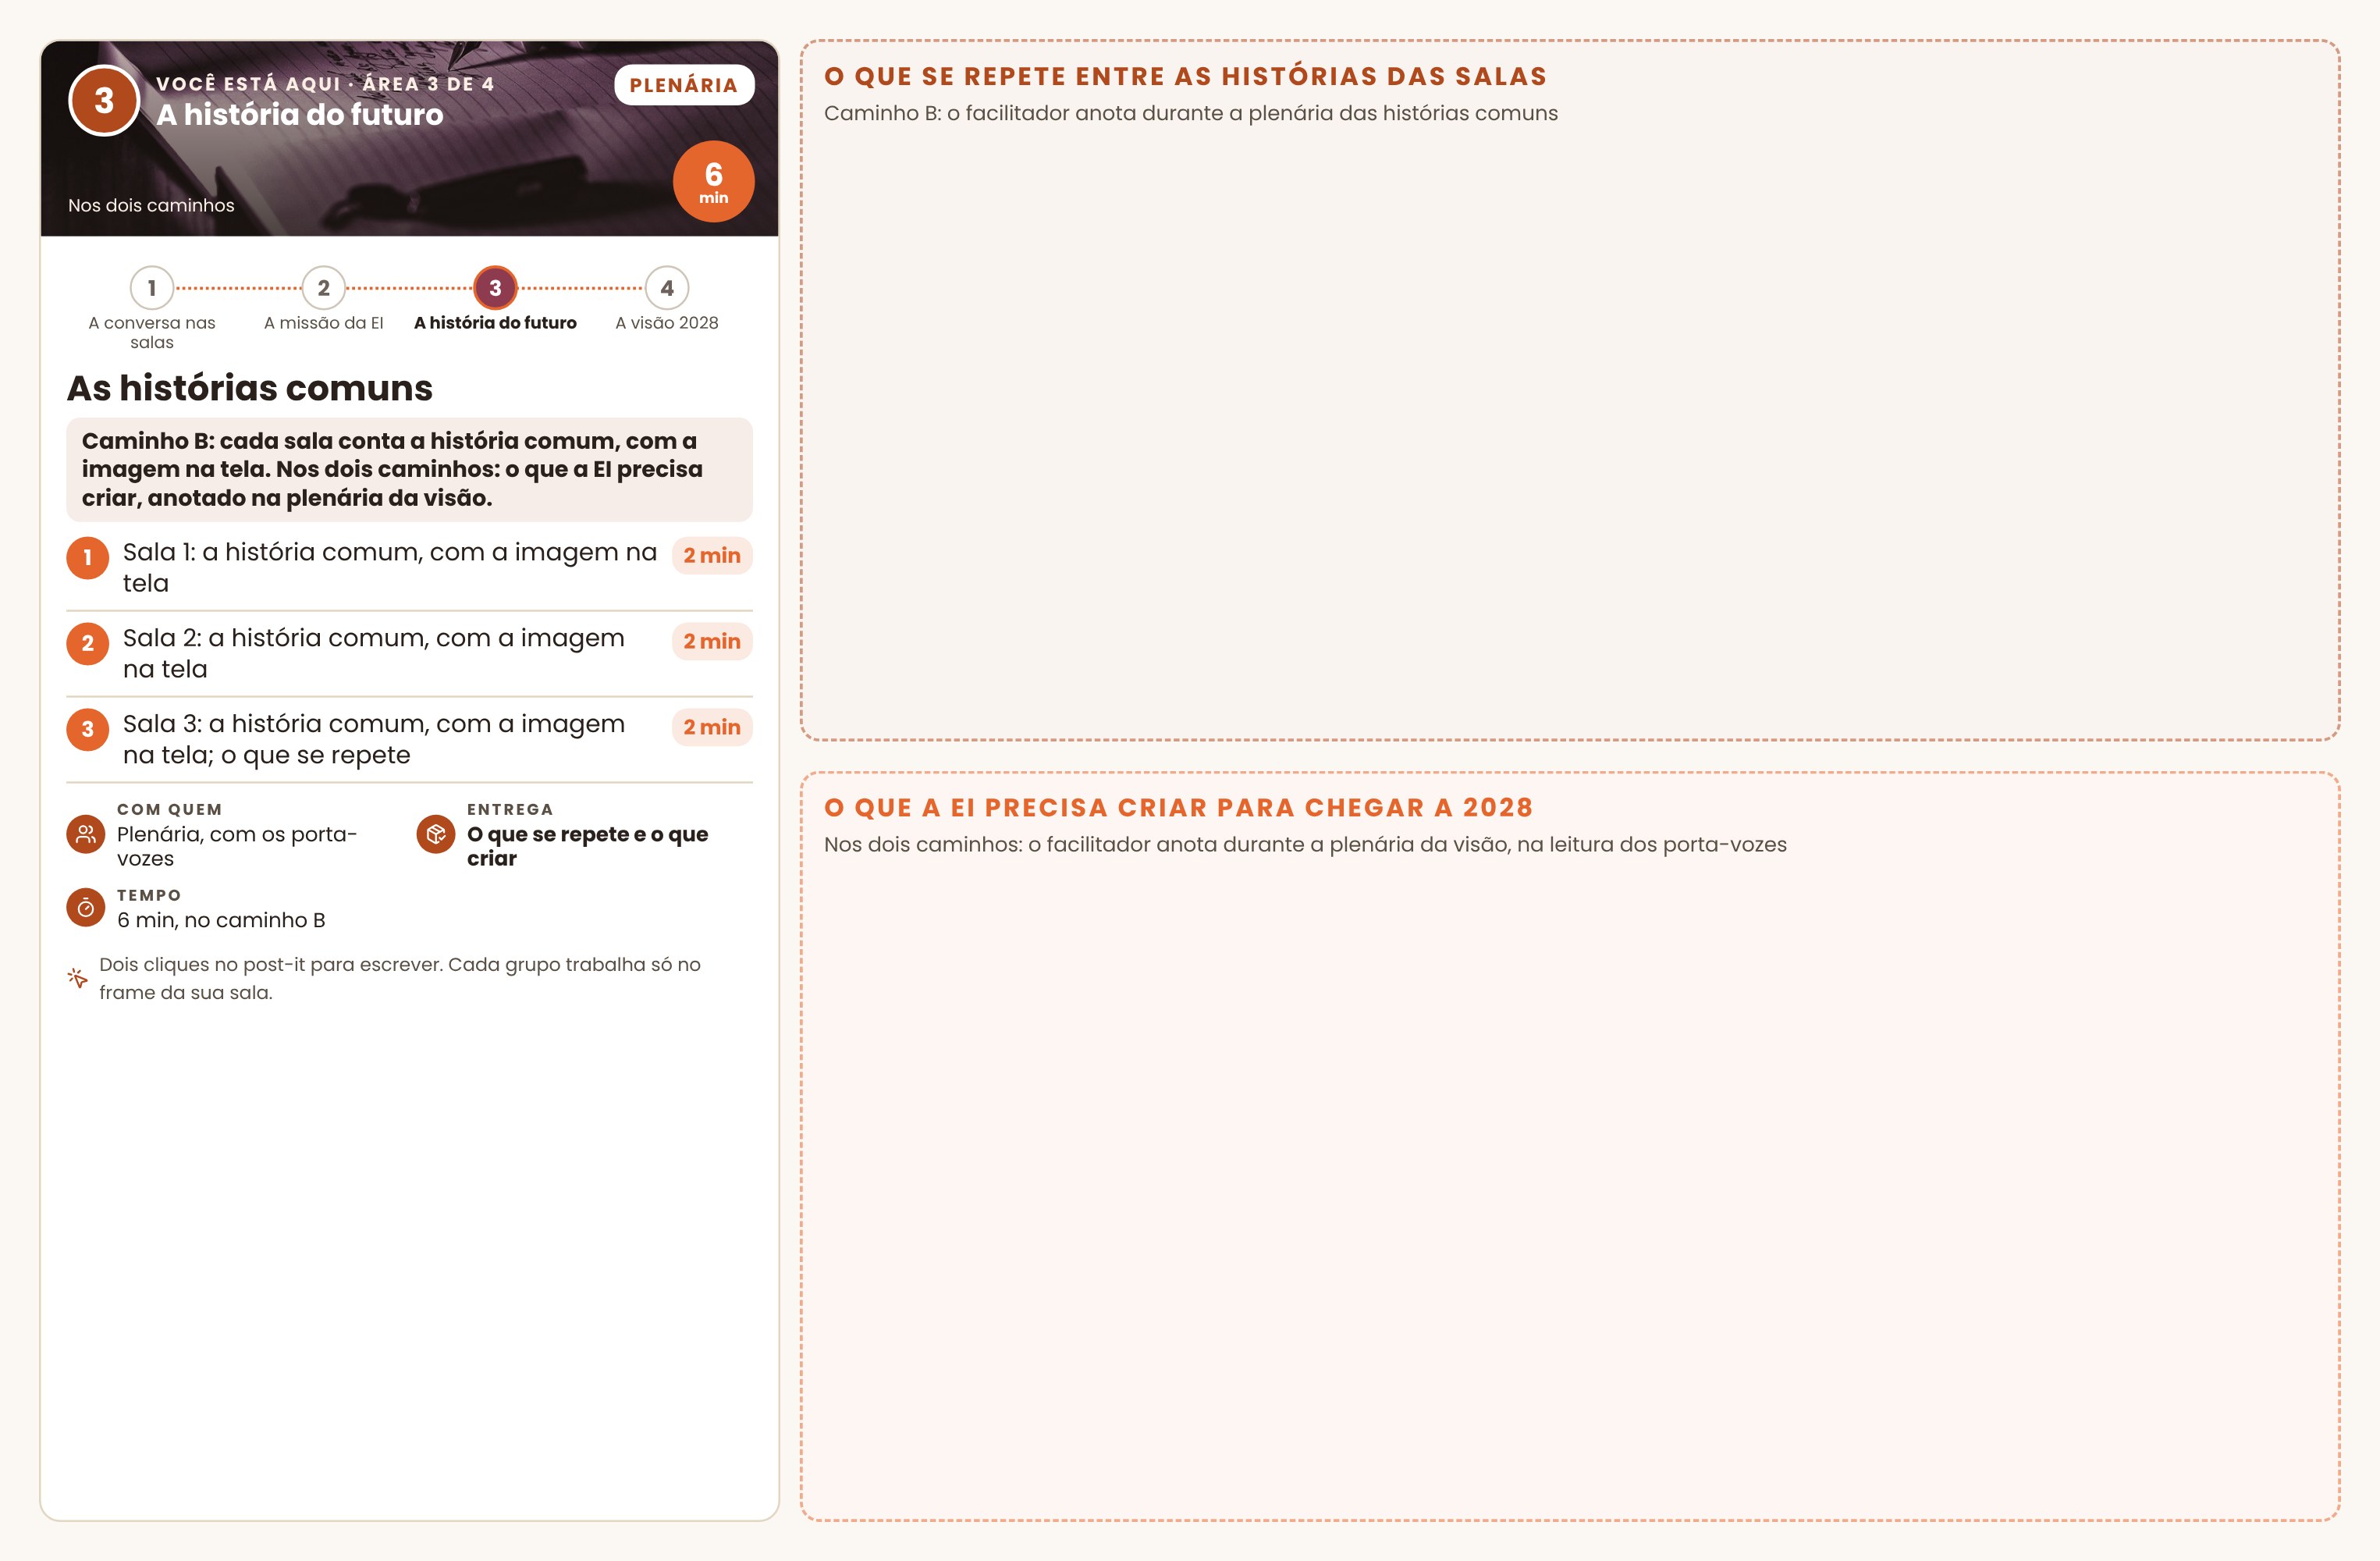 3
VOCÊ ESTÁ AQUI · ÁREA 3 DE 4
A história do futuro
PLENÁRIA
6
min
Nos dois caminhos
1
2
3
4
A conversa nas
salas
A missão da EI
A história do futuro
A visão 2028
As histórias comuns
Caminho B: cada sala conta a história comum, com a
imagem na tela. Nos dois caminhos: o que a EI precisa
criar, anotado na plenária da visão.
1
Sala 1: a história comum, com a imagem na
tela
2 min
2
Sala 2: a história comum, com a imagem
na tela
2 min
3
Sala 3: a história comum, com a imagem
na tela; o que se repete
2 min
COM QUEM
Plenária, com os porta-
vozes
ENTREGA
O que se repete e o que
criar
TEMPO
6 min, no caminho B
Dois cliques no post-it para escrever. Cada grupo trabalha só no
frame da sua sala.
O QUE SE REPETE ENTRE AS HISTÓRIAS DAS SALAS
Caminho B: o facilitador anota durante a plenária das histórias comuns
O QUE A EI PRECISA CRIAR PARA CHEGAR A 2028
Nos dois caminhos: o facilitador anota durante a plenária da visão, na leitura dos porta-vozes